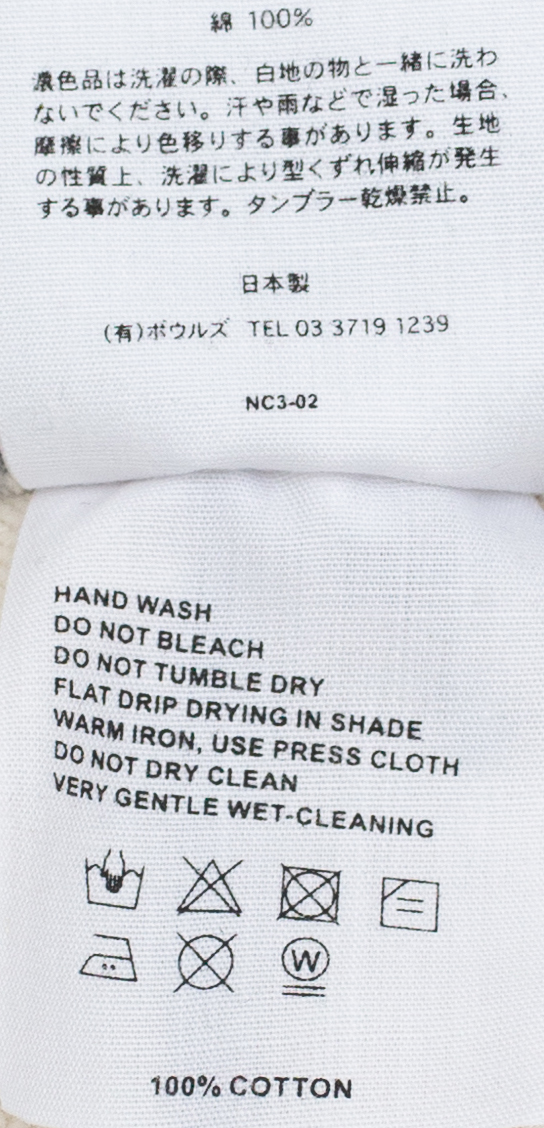 綿 100%
濃色品は洗濯の際、白地の物と一緒に洗わ
ないでください。汗や雨などで湿った場合、
摩擦により色移りする事があります。生地
の性質上、洗濯により型くずれ伸縮が発生
する事があります。タンブラー乾燥禁止。
日本製
(有)ボウルズ TEL 03 3719 1239
NC3-02
HAND WASH
DO NOT BLEACH
DO NOT TUMBLE DRY
FLAT DRIP DRYING IN SHADE
WARM IRON, USE PRESS CLOTH
DO NOT DRY CLEAN
VERY GENTLE WET-CLEANING
W
100% COTTON